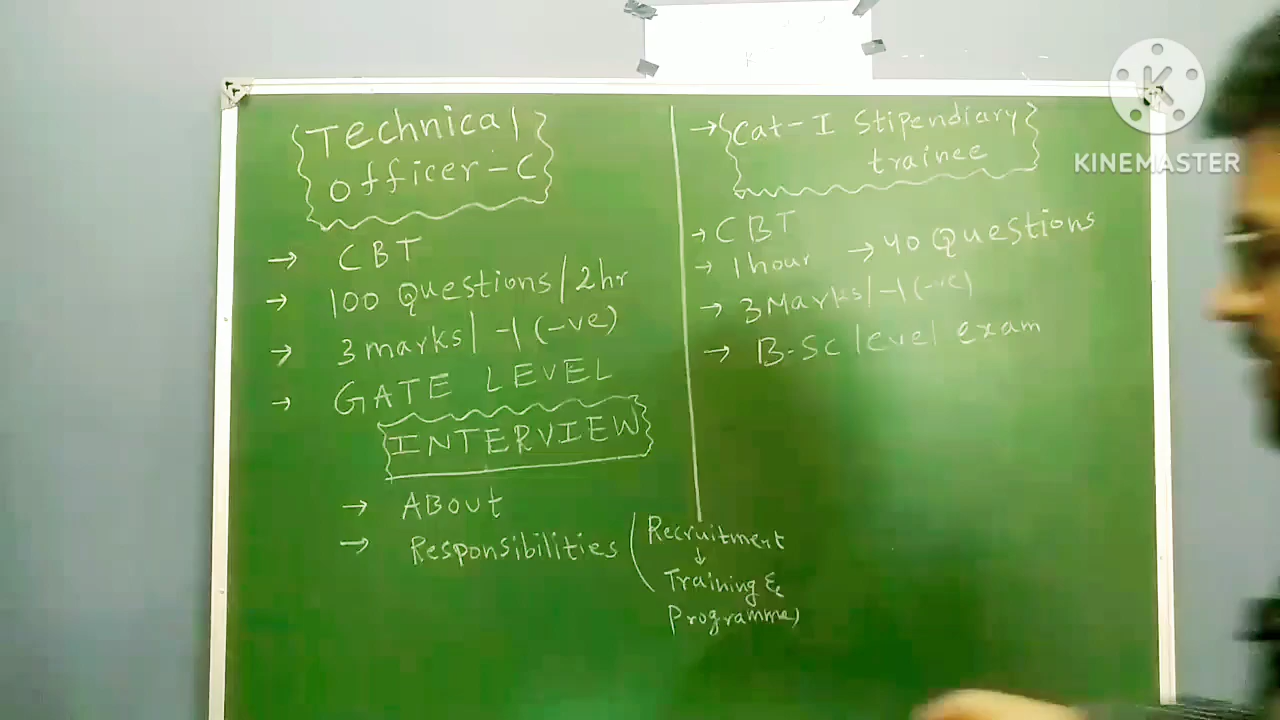 Technical
Officer-C
→ CBT
→ 100 Questions/2hr
→ 3 marks/-1(-ve)
→ GATE LEVEL
INTERVIEW
→ ABout
→ Responsibilities (Recruitment
↓
Training &
Programme)
→ Cat-I Stipendiary
trainee
→ CBT
→ 1 hour → 40 Questions
→ 3 Marks/-1(-ve)
→ B.Sc level exam
K
KINEMASTER